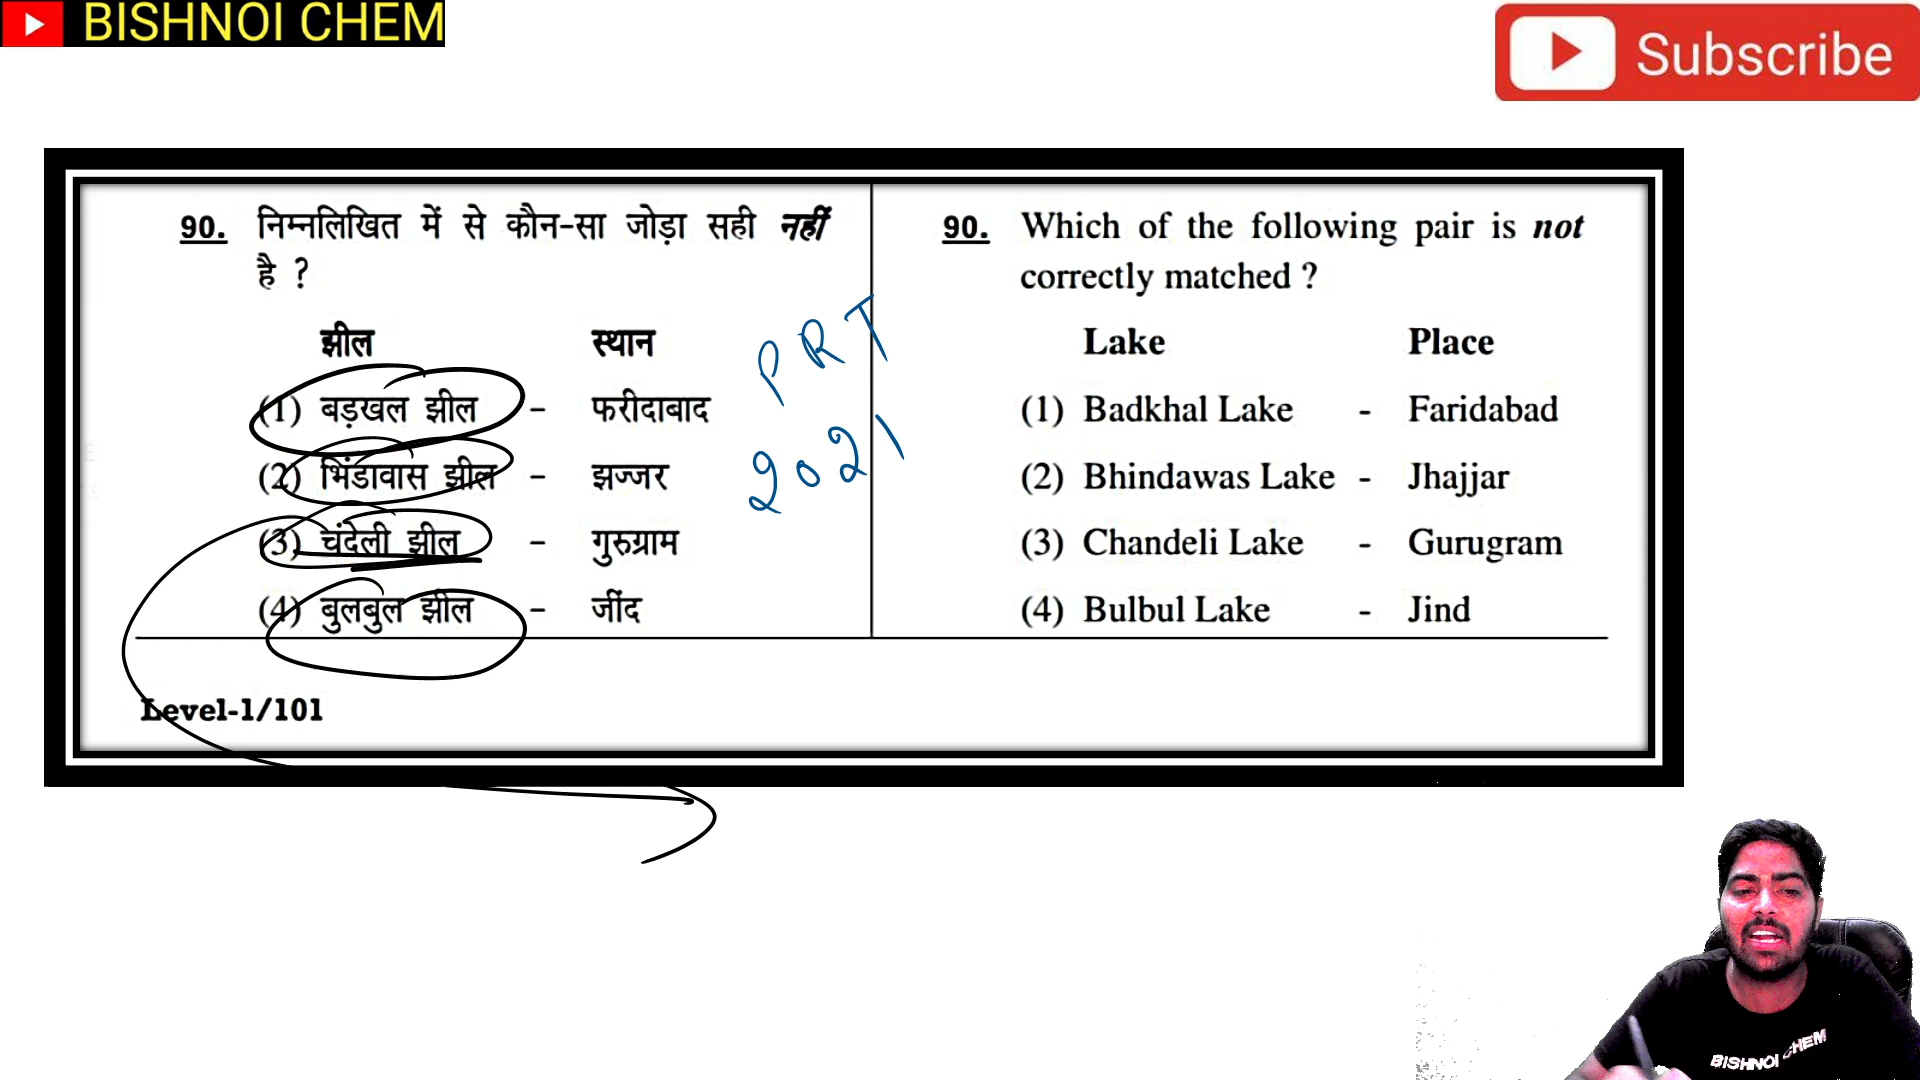 BISHNOI CHEM
Subscribe
90. निम्नलिखित में से कौन-सा जोड़ा सही नहीं
है ?
झील स्थान
(1) बड़खल झील - फरीदाबाद
(2) भिंडावास झील - झज्जर
(3) चंदेली झील - गुरुग्राम
(4) बुलबुल झील - जींद
Level-1/101
PRT
2021
90. Which of the following pair is not
correctly matched ?
Lake Place
(1) Badkhal Lake - Faridabad
(2) Bhindawas Lake - Jhajjar
(3) Chandeli Lake - Gurugram
(4) Bulbul Lake - Jind
BISHNOI CHEM